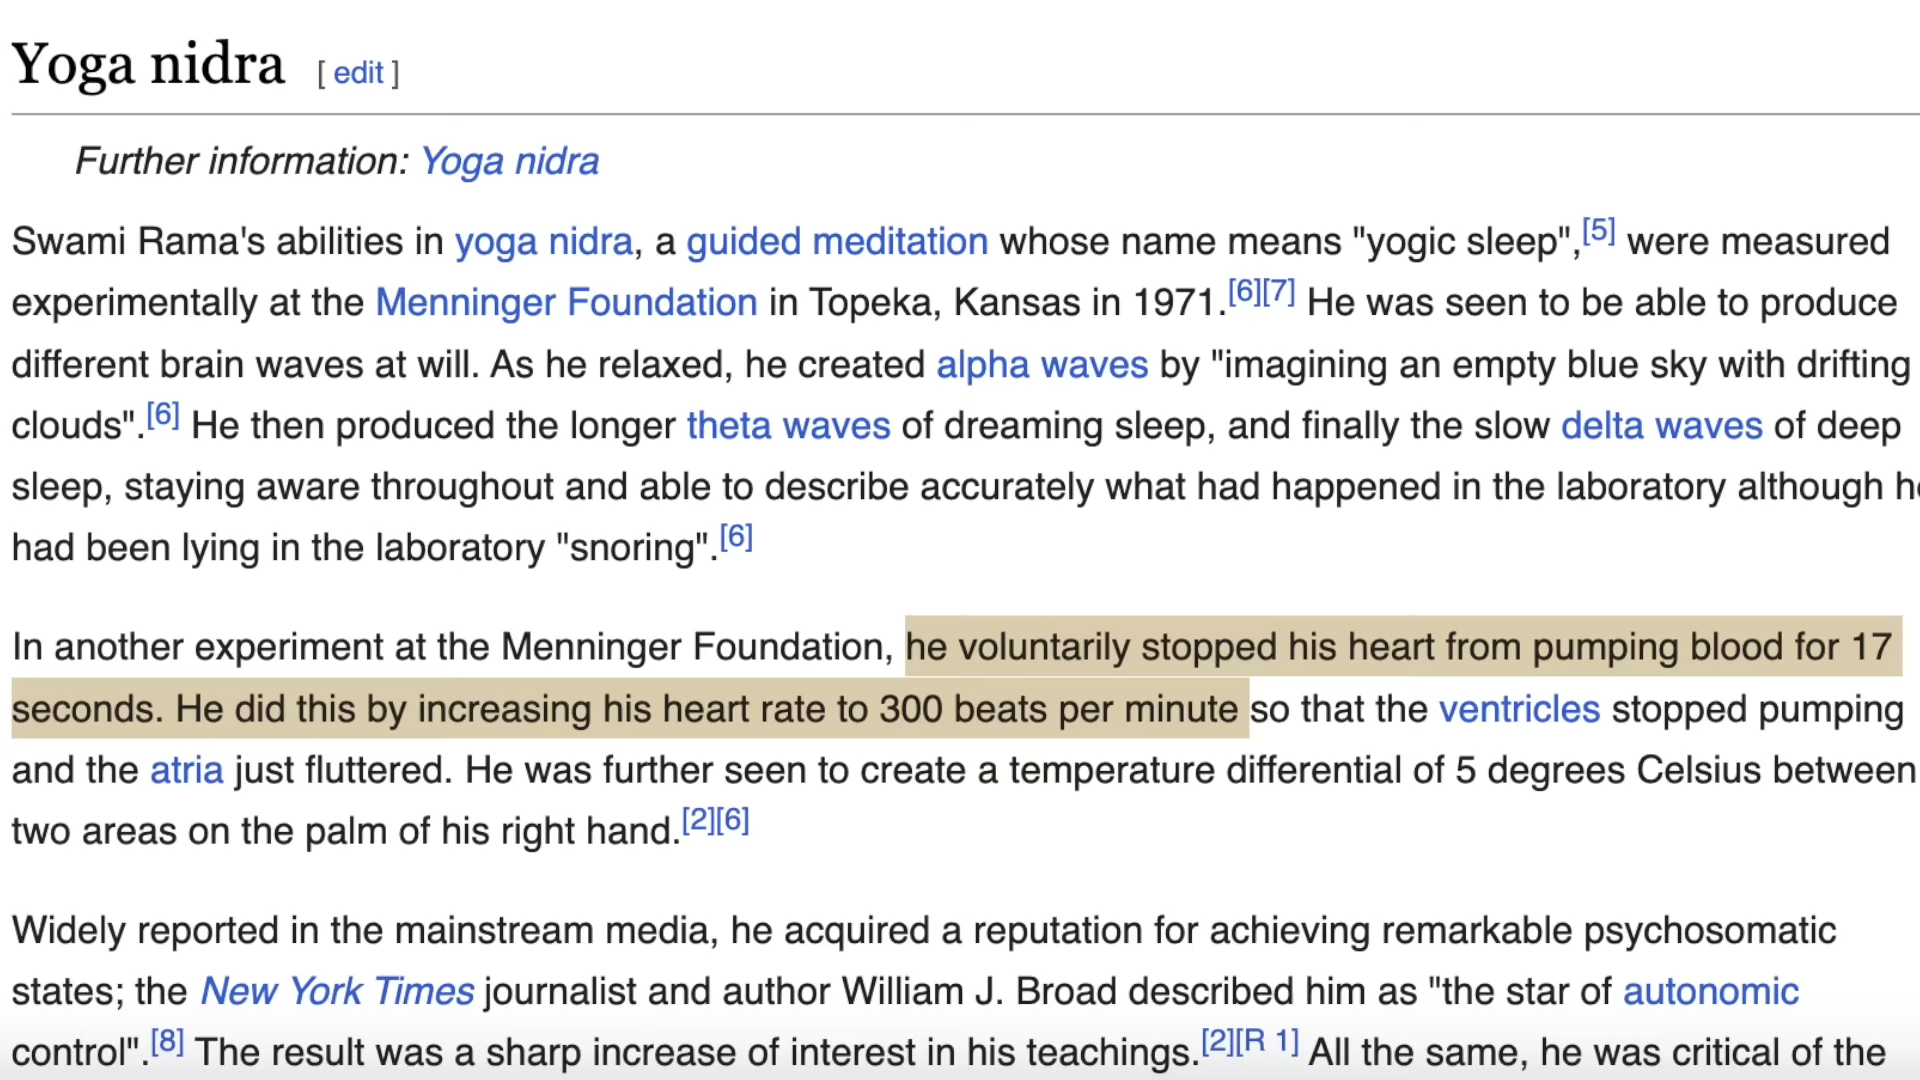 Yoga nidra [ edit ]
Further information: Yoga nidra
Swami Rama's abilities in yoga nidra, a guided meditation whose name means "yogic sleep",[5] were measured
experimentally at the Menninger Foundation in Topeka, Kansas in 1971.[6][7] He was seen to be able to produce
different brain waves at will. As he relaxed, he created alpha waves by "imagining an empty blue sky with drifting
clouds".[6] He then produced the longer theta waves of dreaming sleep, and finally the slow delta waves of deep
sleep, staying aware throughout and able to describe accurately what had happened in the laboratory although he
had been lying in the laboratory "snoring".[6]
In another experiment at the Menninger Foundation, he voluntarily stopped his heart from pumping blood for 17
seconds. He did this by increasing his heart rate to 300 beats per minute so that the ventricles stopped pumping
and the atria just fluttered. He was further seen to create a temperature differential of 5 degrees Celsius between
two areas on the palm of his right hand.[2][6]
Widely reported in the mainstream media, he acquired a reputation for achieving remarkable psychosomatic
states; the New York Times journalist and author William J. Broad described him as "the star of autonomic
control".[8] The result was a sharp increase of interest in his teachings.[2][R 1] All the same, he was critical of the